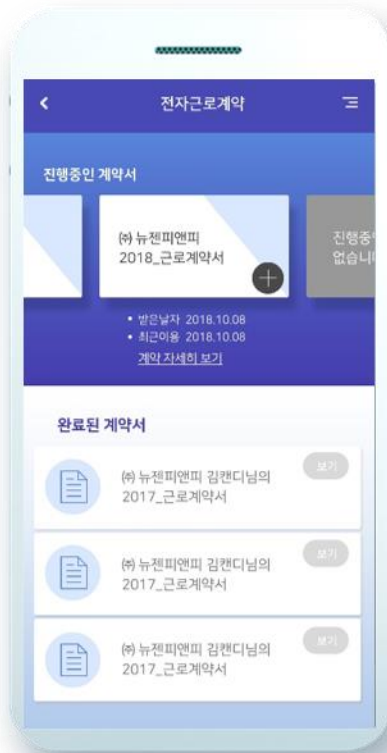 전자근로계약
진행중인 계약서
㈜ 뉴젠피앤피
2018_근로계약서
진행중
없습니
• 받은날자 2018.10.08
• 최근이용 2018.10.08
계약 자세히 보기
완료된 계약서
㈜ 뉴젠피앤피 김캔디님의
2017_근로계약서
보기
㈜ 뉴젠피앤피 김캔디님의
2017_근로계약서
보기
㈜ 뉴젠피앤피 김캔디님의
2017_근로계약서
보기